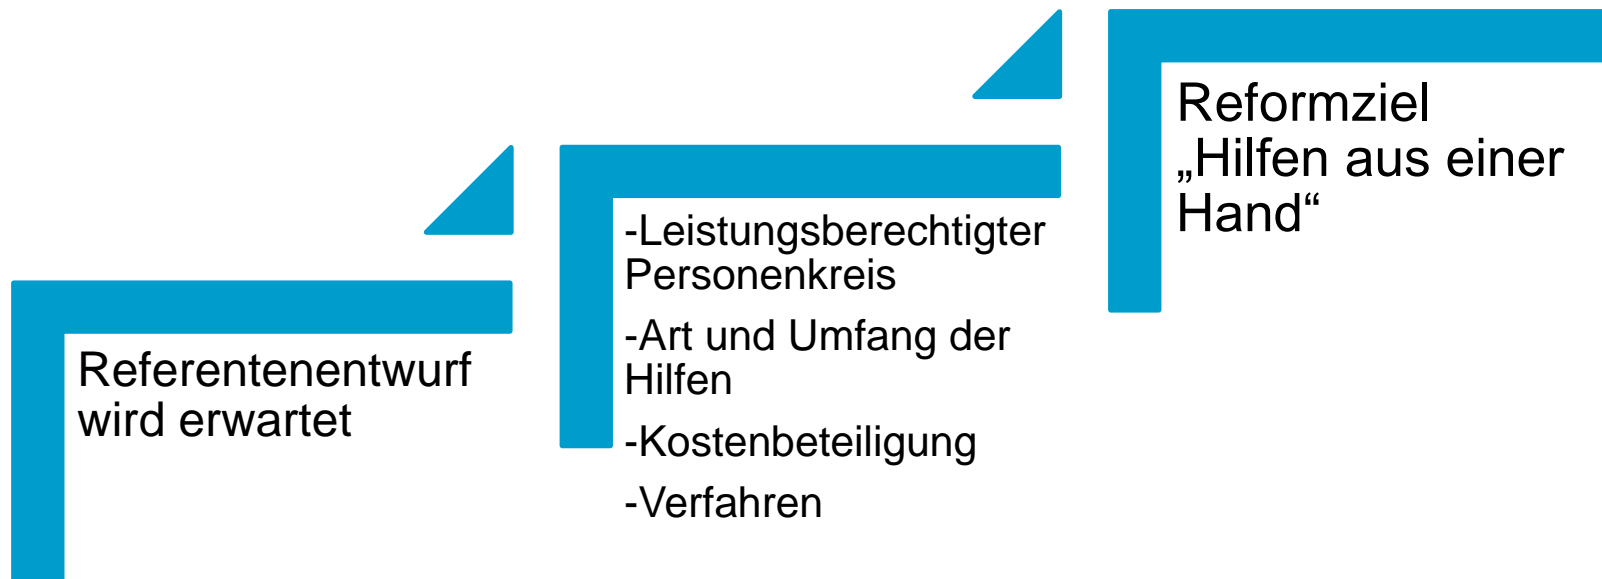 Referentenentwurf
wird erwartet
-Leistungsberechtigter
Personenkreis
-Art und Umfang der
Hilfen
-Kostenbeteiligung
-Verfahren
Reformziel
„Hilfen aus einer
Hand“